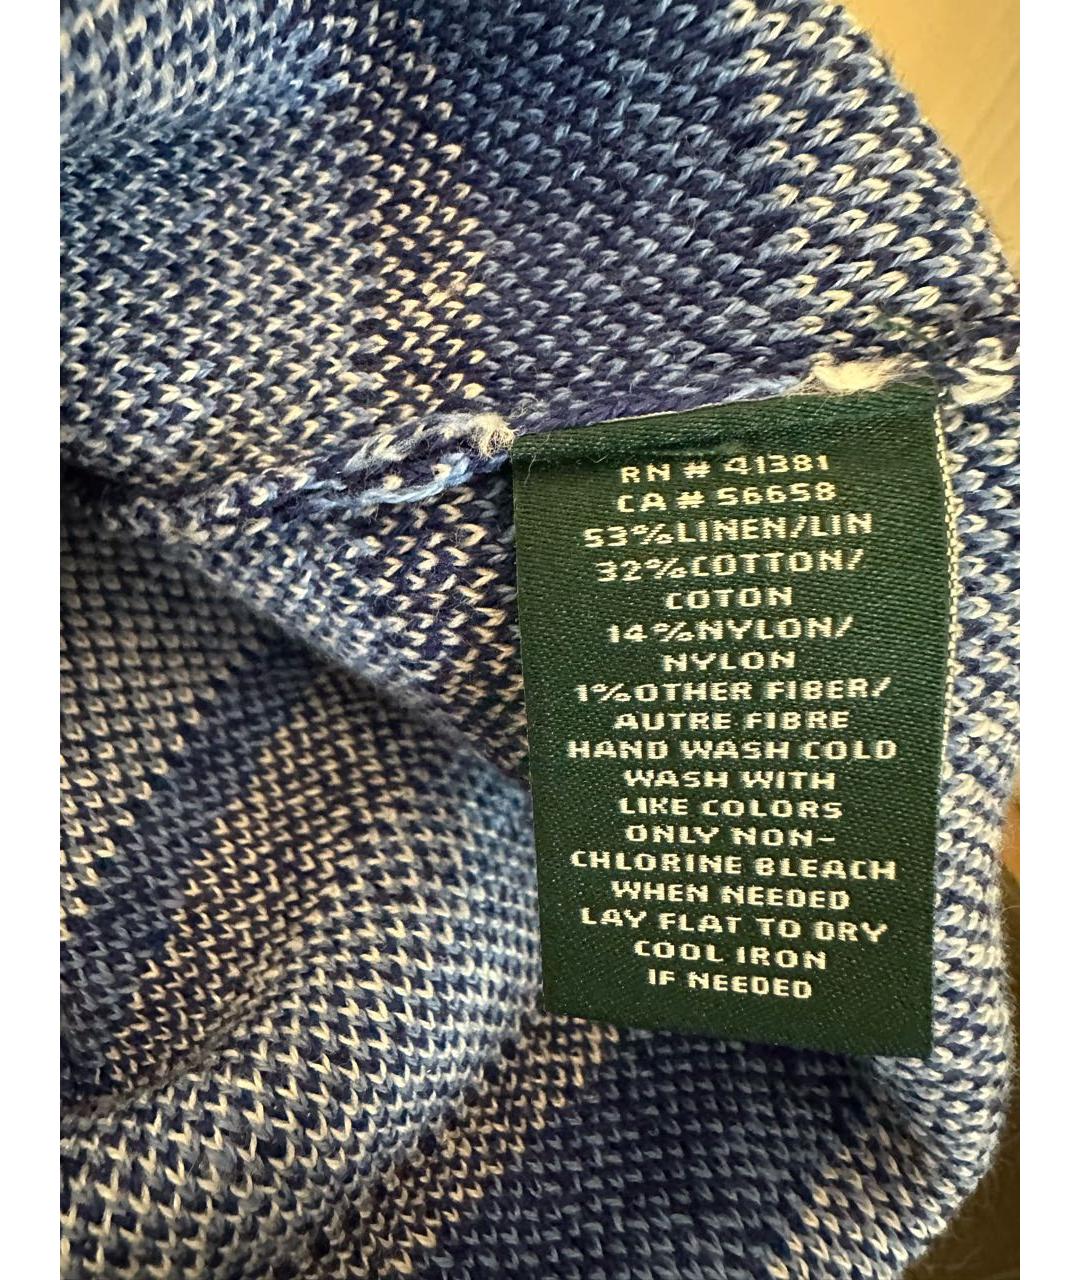 RN # 41381
CA # 56658
53%LINEN/LIN
32%COTTON/
COTON
14%NYLON/
NYLON
1%OTHER FIBER/
AUTRE FIBRE
HAND WASH COLD
WASH WITH
LIKE COLORS
ONLY NON-
CHLORINE BLEACH
WHEN NEEDED
LAY FLAT TO DRY
COOL IRON
IF NEEDED